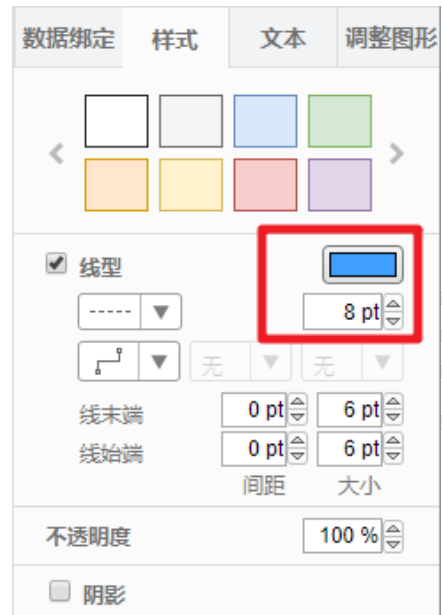 数据绑定 样式 文本 调整图形
线型
8 pt
无 无
线末端 0 pt 6 pt
线始端 0 pt 6 pt
间距 大小
不透明度 100 %
阴影